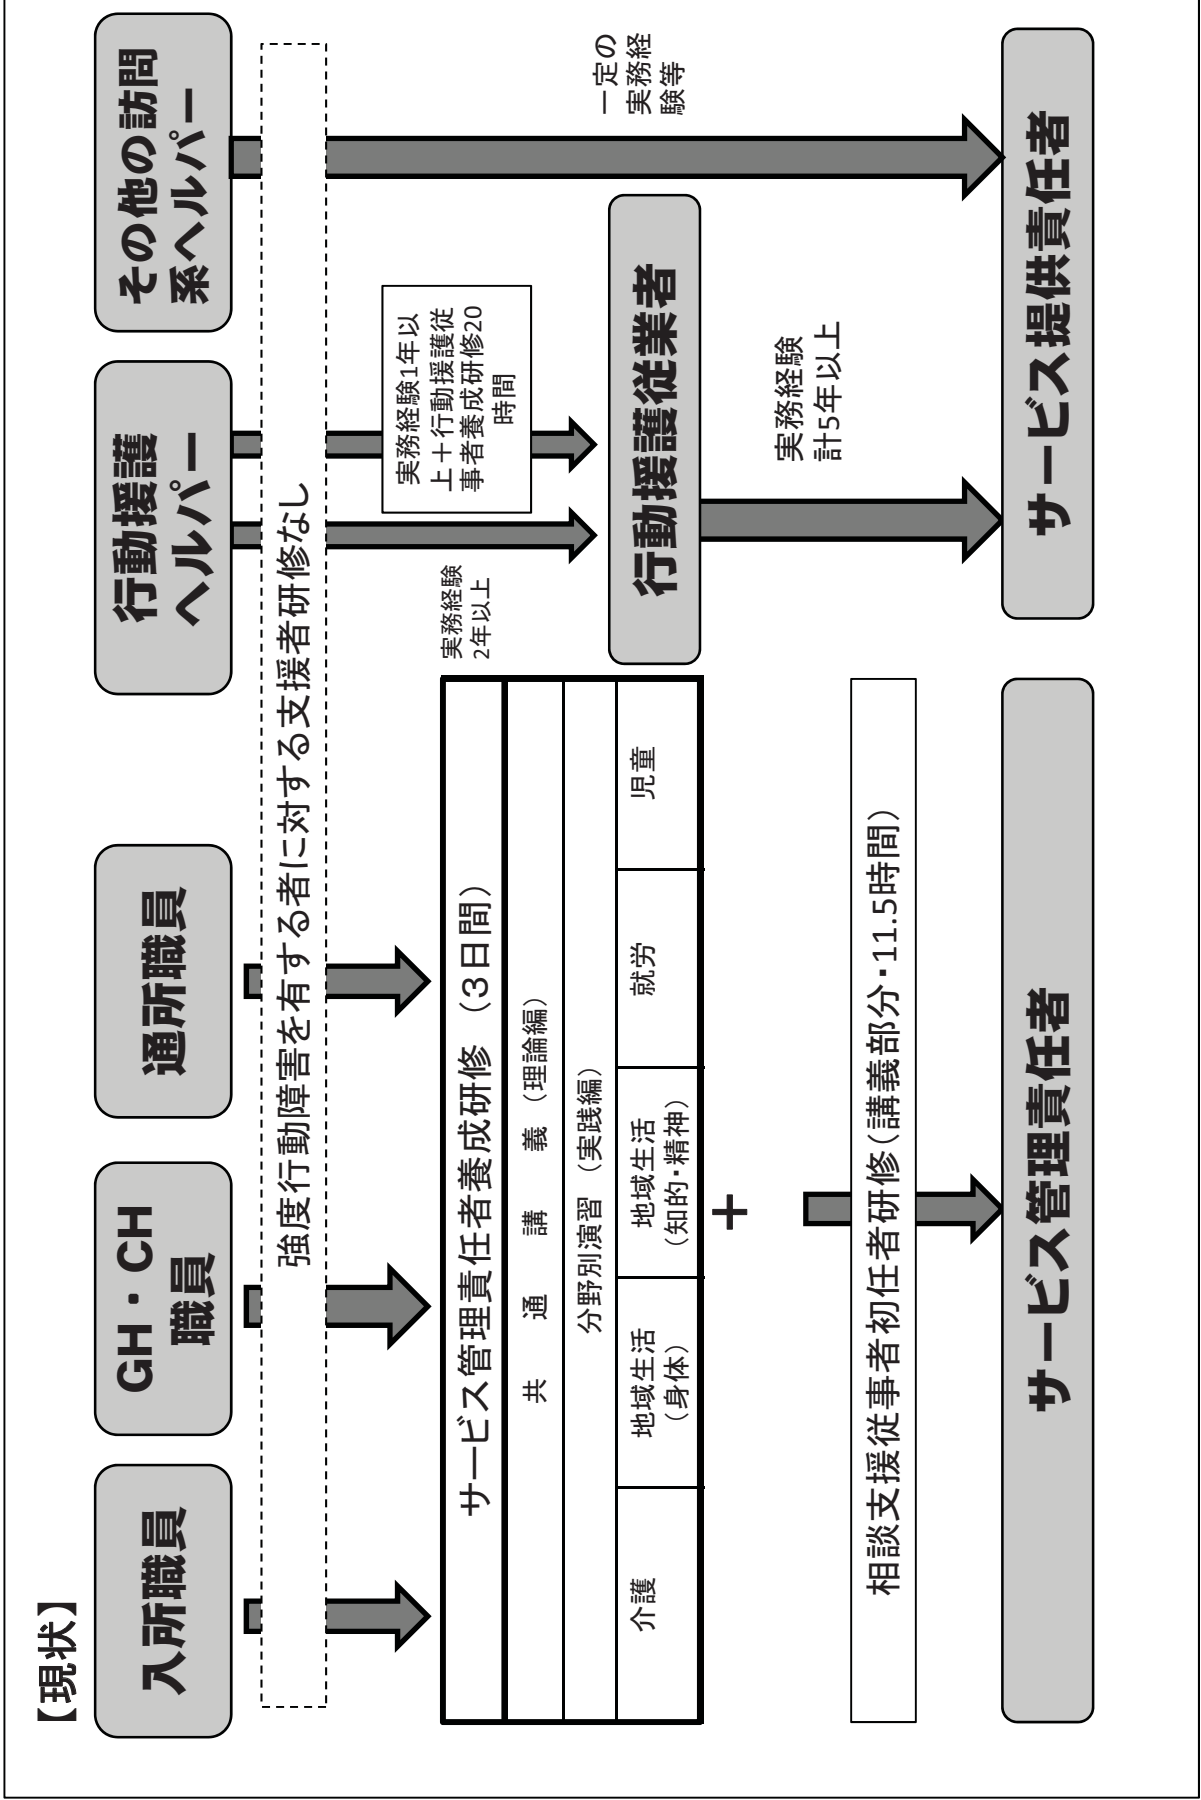 【現状】
入所職員
GH・CH
職員
通所職員
行動援護
ヘルパー
その他の訪問
系ヘルパー
強度行動障害を有する者に対する支援者研修なし
サービス管理責任者養成研修（3日間）
共通講義（理論編）
分野別演習（実践編）
介護
地域生活
（身体）
地域生活
（知的・精神）
就労
児童
実務経験
2年以上
実務経験1年以
上＋行動援護従
事者養成研修20
時間
一定の
実務経
験等
行動援護従業者
＋
実務経験
計5年以上
相談支援従事者初任者研修（講義部分・11.5時間）
サービス管理責任者
サービス提供責任者